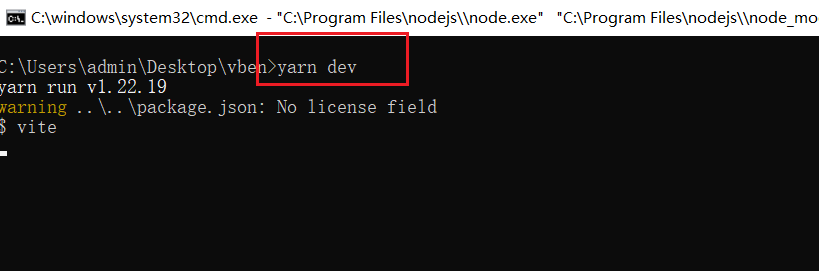 C:\windows\system32\cmd.exe - "C:\Program Files\nodejs\\node.exe" "C:\Program Files\nodejs\\node_mo
C:\Users\admin\Desktop\vben>yarn dev
yarn run v1.22.19
warning ..\..\package.json: No license field
$ vite